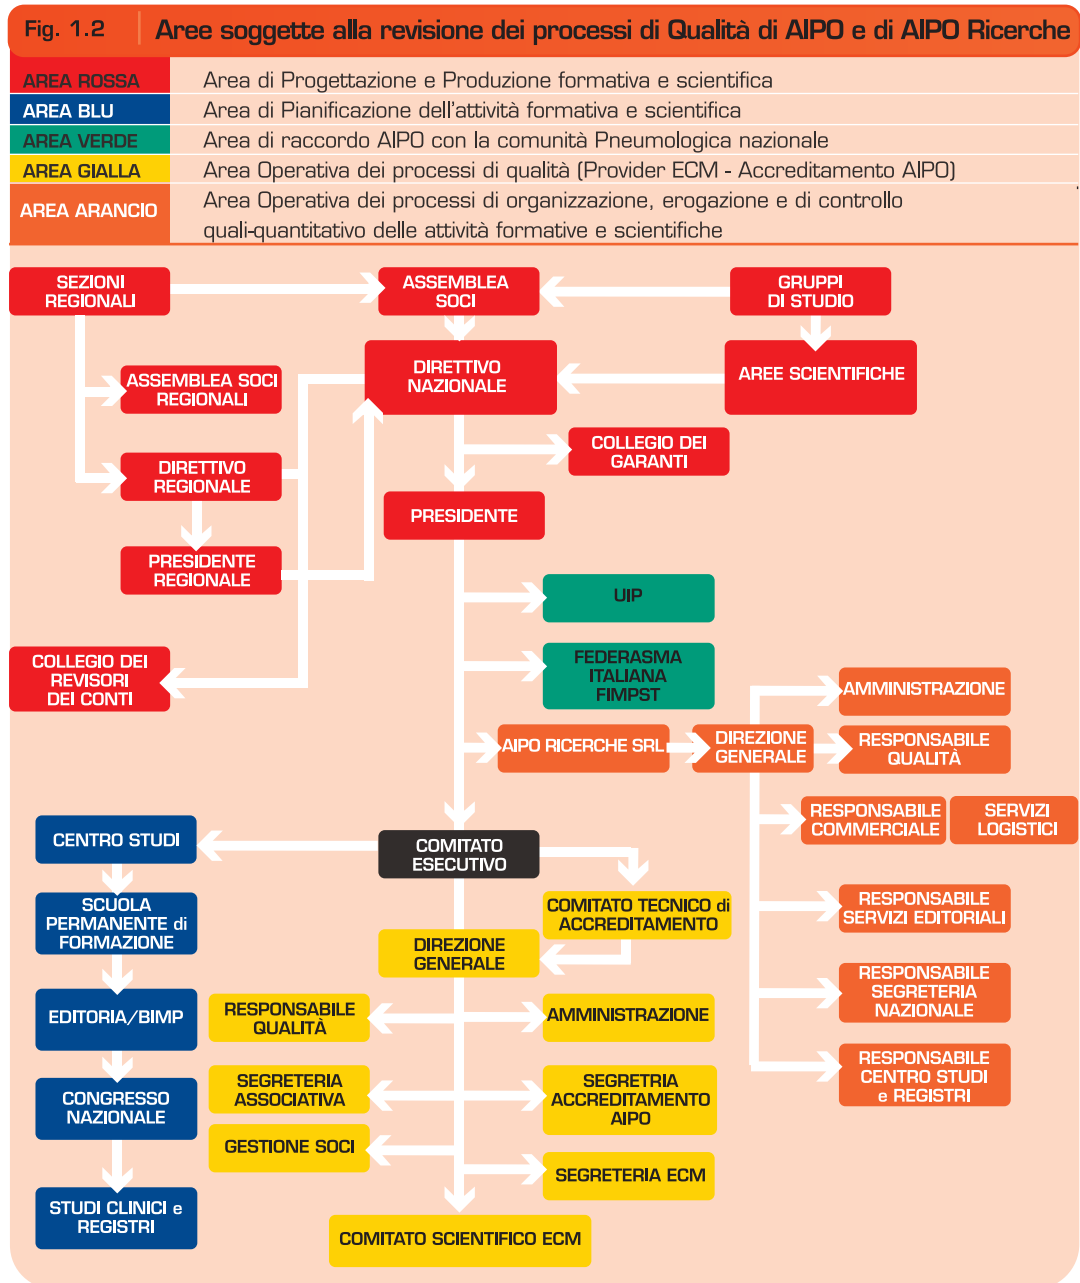 Fig. 1.2
Aree soggette alla revisione dei processi di Qualità di AIPO e di AIPO Ricerche
AREA ROSSA
Area di Progettazione e Produzione formativa e scientifica
AREA BLU
Area di Pianificazione dell'attività formativa e scientifica
AREA VERDE
Area di raccordo AIPO con la comunità Pneumologica nazionale
AREA GIALLA
Area Operativa dei processi di qualità (Provider ECM - Accreditamento AIPO)
AREA ARANCIO
Area Operativa dei processi di organizzazione, erogazione e di controllo
quali-quantitativo delle attività formative e scientifiche
SEZIONI
REGIONALI
ASSEMBLEA
SOCI
GRUPPI
DI STUDIO
ASSEMBLEA SOCI
REGIONALI
DIRETTIVO
NAZIONALE
AREE SCIENTIFICHE
DIRETTIVO
REGIONALE
COLLEGIO DEI
GARANTI
PRESIDENTE
PRESIDENTE
REGIONALE
UIP
COLLEGIO DEI
REVISORI
DEI CONTI
FEDERASMA
ITALIANA
FIMPST
AMMINISTRAZIONE
AIPO RICERCHE SRL
DIREZIONE
GENERALE
RESPONSABILE
QUALITÀ
RESPONSABILE
COMMERCIALE
SERVIZI
LOGISTICI
CENTRO STUDI
COMITATO
ESECUTIVO
SCUOLA
PERMANENTE di
FORMAZIONE
COMITATO TECNICO di
ACCREDITAMENTO
RESPONSABILE
SERVIZI EDITORIALI
DIREZIONE
GENERALE
EDITORIA/BIMP
RESPONSABILE
QUALITÀ
AMMINISTRAZIONE
RESPONSABILE
SEGRETERIA
NAZIONALE
CONGRESSO
NAZIONALE
SEGRETERIA
ASSOCIATIVA
SEGRETRIA
ACCREDITAMENTO
AIPO
RESPONSABILE
CENTRO STUDI
e REGISTRI
GESTIONE SOCI
SEGRETERIA ECM
STUDI CLINICI e
REGISTRI
COMITATO SCIENTIFICO ECM